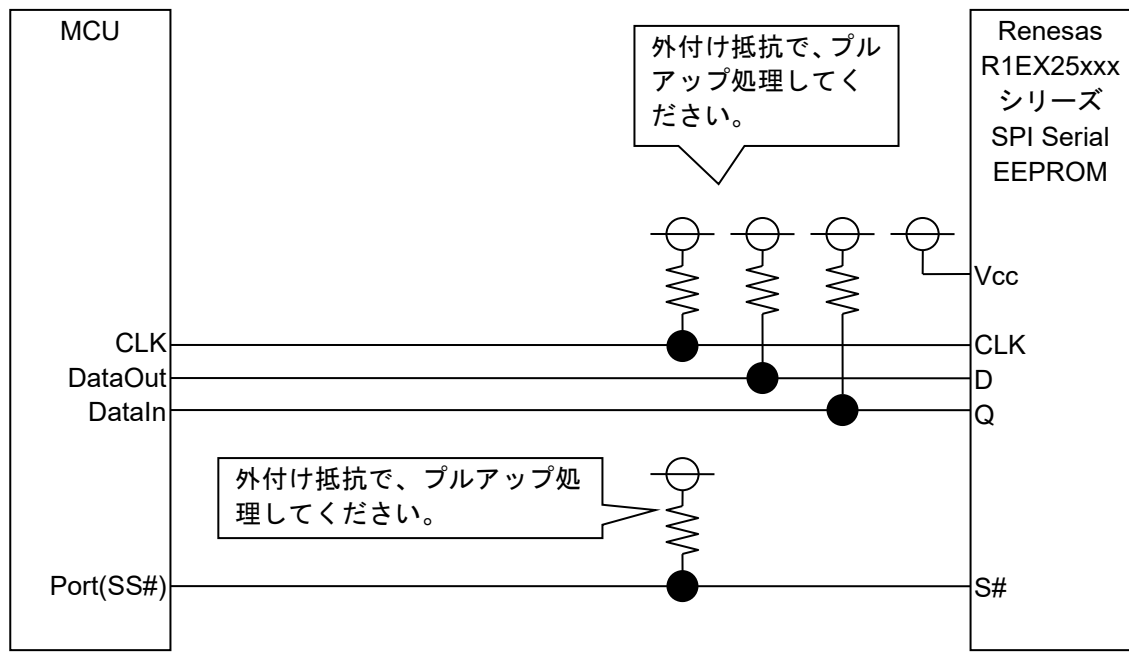 MCU
外付け抵抗で、プル
アップ処理してく
ださい。
Renesas
R1EX25xxx
シリーズ
SPI Serial
EEPROM
Vcc
CLK
CLK
DataOut
D
DataIn
Q
外付け抵抗で、プルアップ処
理してください。
Port(SS#)
S#